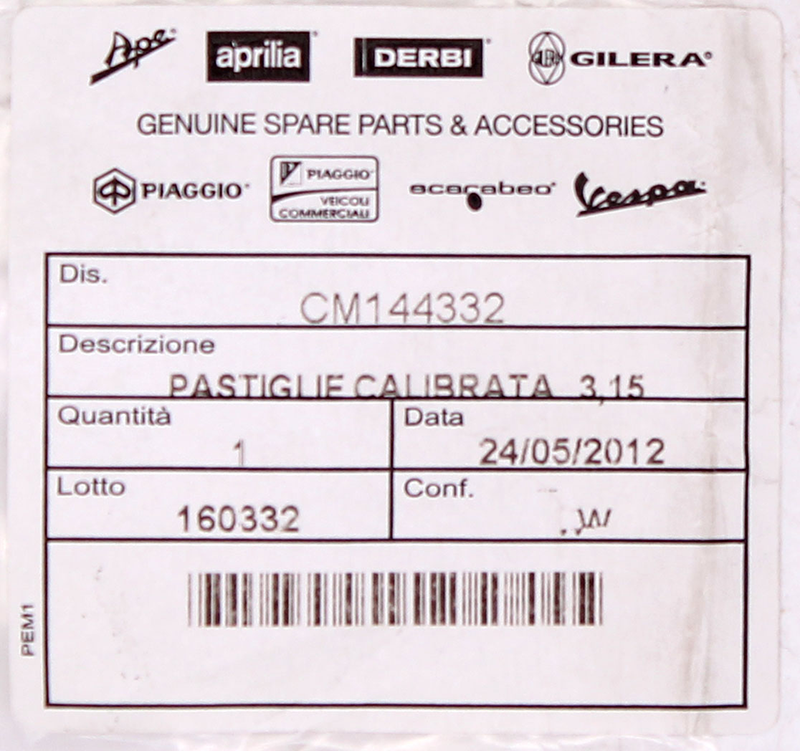 Ape aprilia DERBI GILERA
GENUINE SPARE PARTS & ACCESSORIES
PIAGGIO PIAGGIO scarabeo Vespa
VEICOLI
COMMERCIALI
Dis.
CM144332
Descrizione
PASTIGLIE CALIBRATA 3,15
Quantità
1
Data
24/05/2012
Lotto
160332
Conf.
PEM1